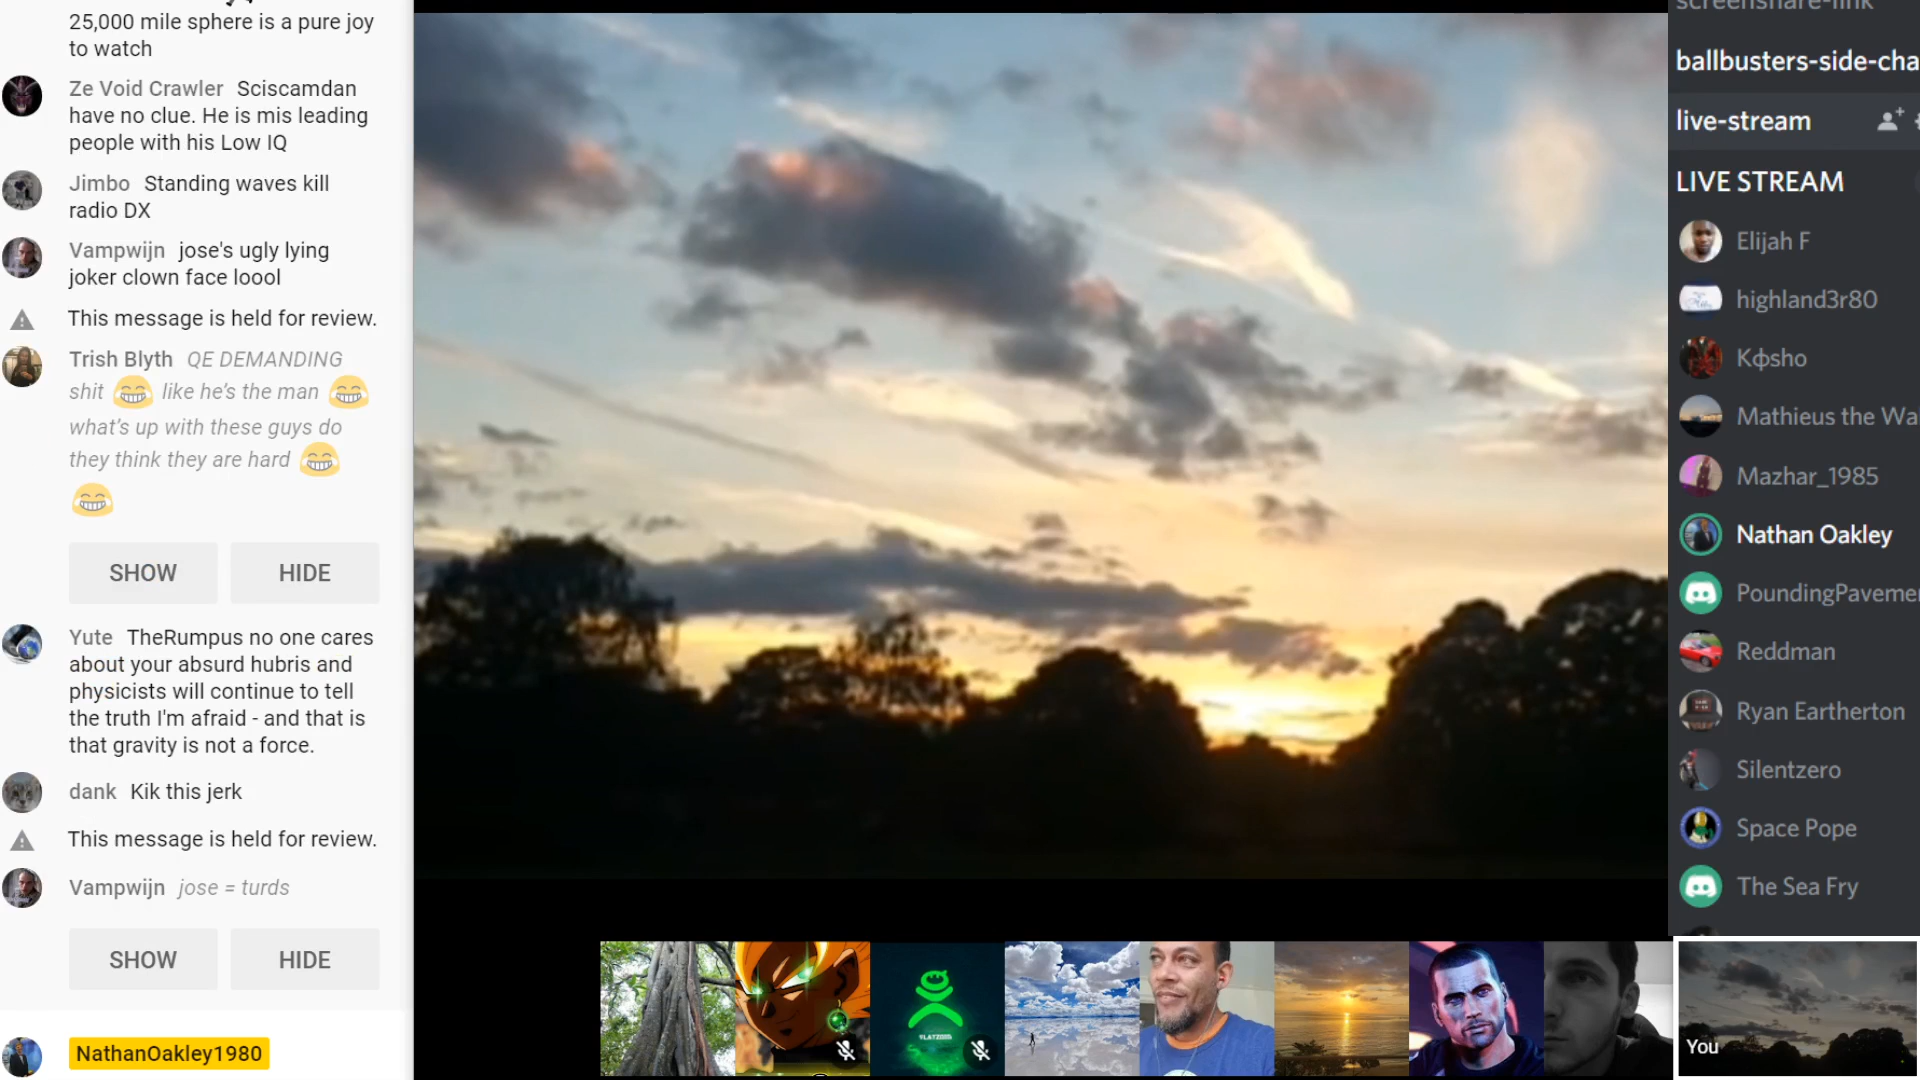 25,000 mile sphere is a pure joy
to watch
Ze Void Crawler Sciscamdan
have no clue. He is mis leading
people with his Low IQ
Jimbo Standing waves kill
radio DX
Vampwijn jose's ugly lying
joker clown face loool
This message is held for review.
Trish Blyth QE DEMANDING
shit 😂 like he's the man 😂
what's up with these guys do
they think they are hard 😂
😂
SHOW HIDE
Yute TheRumpus no one cares
about your absurd hubris and
physicists will continue to tell
the truth I'm afraid - and that is
that gravity is not a force.
dank Kik this jerk
This message is held for review.
Vampwijn jose = turds
SHOW HIDE
NathanOakley1980
You
screenshare-link
ballbusters-side-cha
live-stream
LIVE STREAM
Elijah F
highland3r80
Kфsho
Mathieus the Wa
Mazhar_1985
Nathan Oakley
PoundingPaveme
Reddman
Ryan Eartherton
Silentzero
Space Pope
The Sea Fry